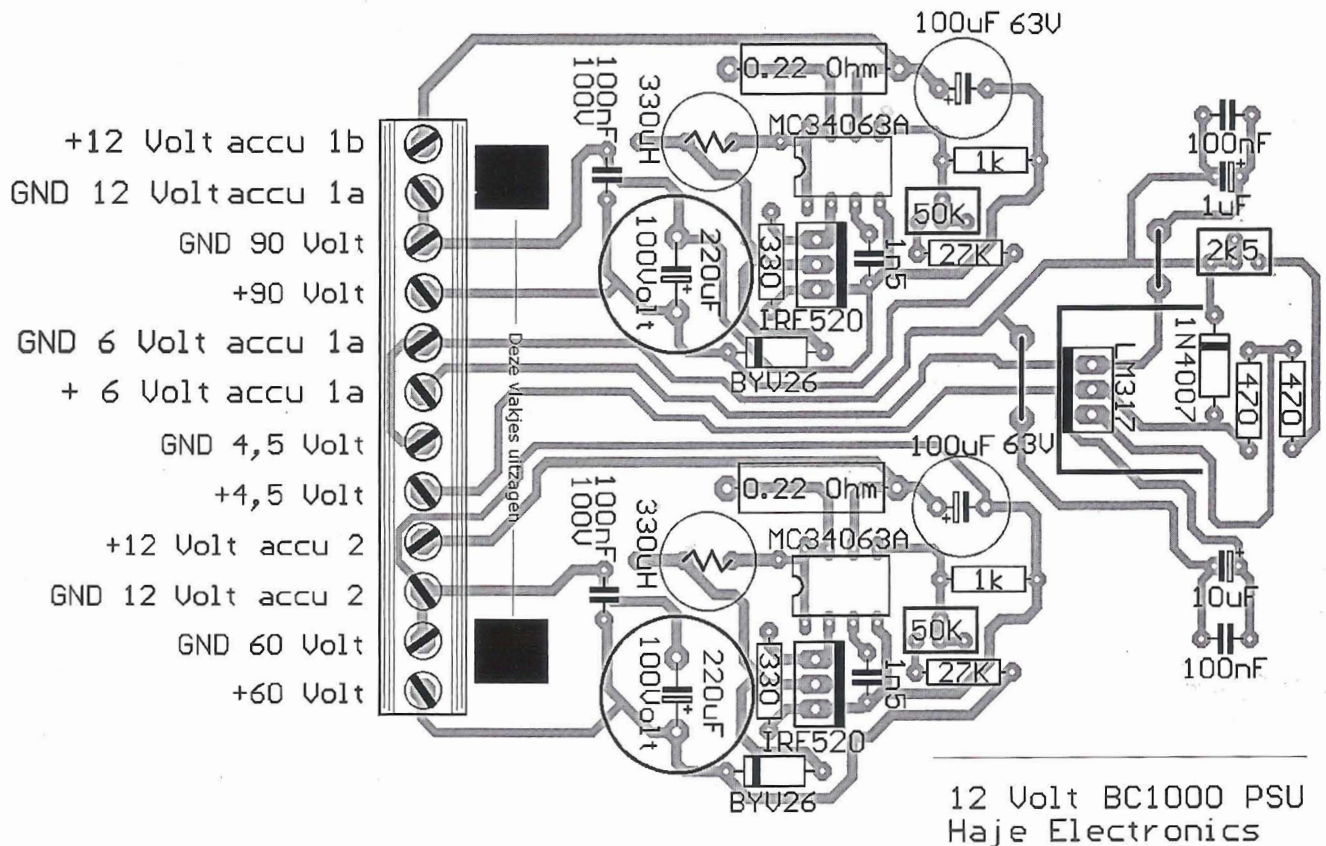 +12 Volt accu 1b
GND 12 Volt accu 1a
GND 90 Volt
+90 Volt
GND 6 Volt accu 1a
+ 6 Volt accu 1a
GND 4,5 Volt
+4,5 Volt
+12 Volt accu 2
GND 12 Volt accu 2
GND 60 Volt
+60 Volt
Deze vlakjes uitzagen
100nF
100V
330uH
0.22 Ohm
100uF 63V
MC34063A
1k
50K
27K
220uF
100Volt
330
1n5
IRF520
BYV26
100nF
1uF
2k5
1N4007
LM317
470
470
100nF
100V
330uH
0.22 Ohm
100uF 63V
MC34063A
1k
50K
27K
220uF
100Volt
330
1n5
IRF520
BYV26
10uF
100nF
12 Volt BC1000 PSU
Haje Electronics